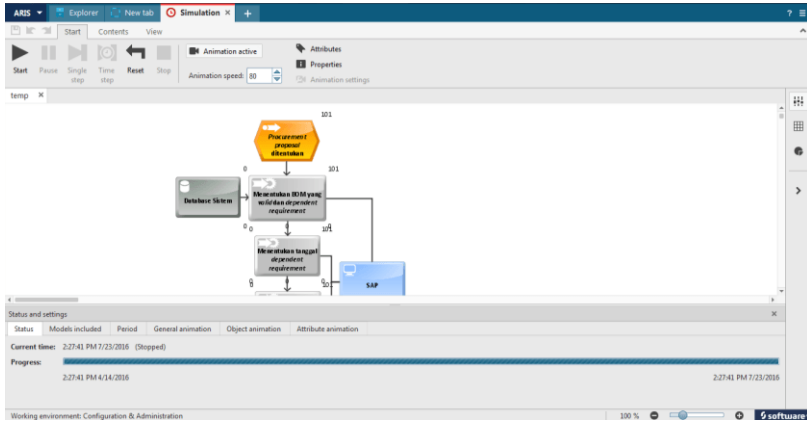 ARIS Explorer New tab Simulation × + ?
Start Contents View
Start Pause Single step Time step Reset Stop
Animation active
Animation speed: 80
Attributes
Properties
Animation settings
temp ×
101
Procurement
proposal
ditentukan
0 101
Database Sistem
Menentukan BOM yang
valid dan dependent
requirement
0 0 0
Menentukan tanggal
dependent
requirement
SAP
Status and settings ×
Status Models included Period General animation Object animation Attribute animation
Current time: 2:27:41 PM 7/23/2016 (Stopped)
Progress:
2:27:41 PM 4/14/2016 2:27:41 PM 7/23/2016
Working environment: Configuration & Administration 100 % software